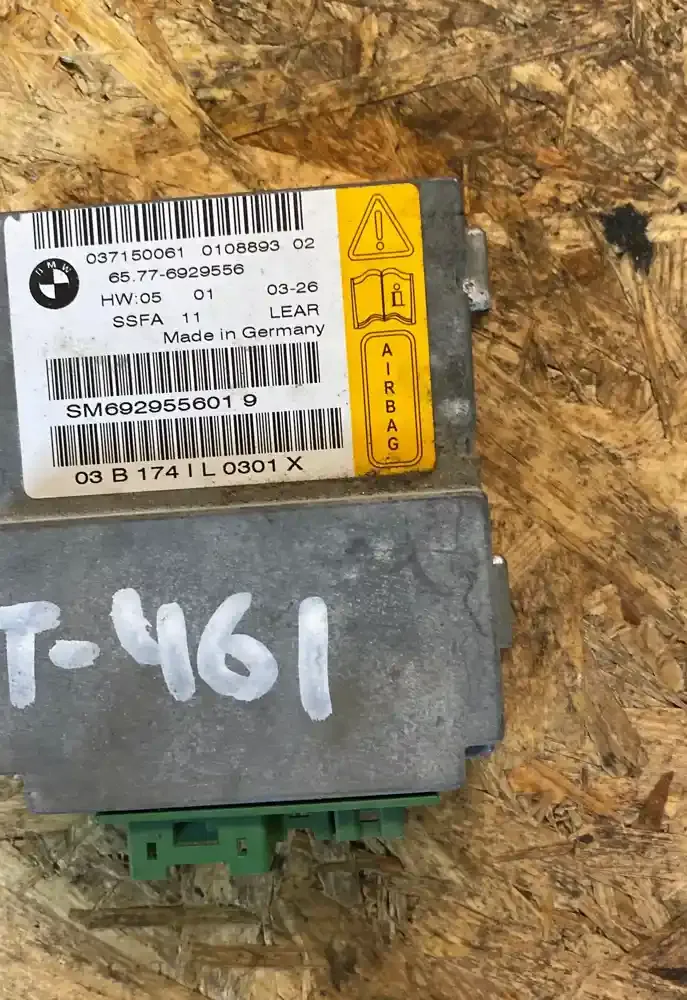 037150061 0108893 02
BMW
65.77-6929556
HW:05 01 03-26
SSFA 11 LEAR
Made in Germany
SM692955601 9
03 B 174 I L 0301 X
i
AIRBAG
T-461